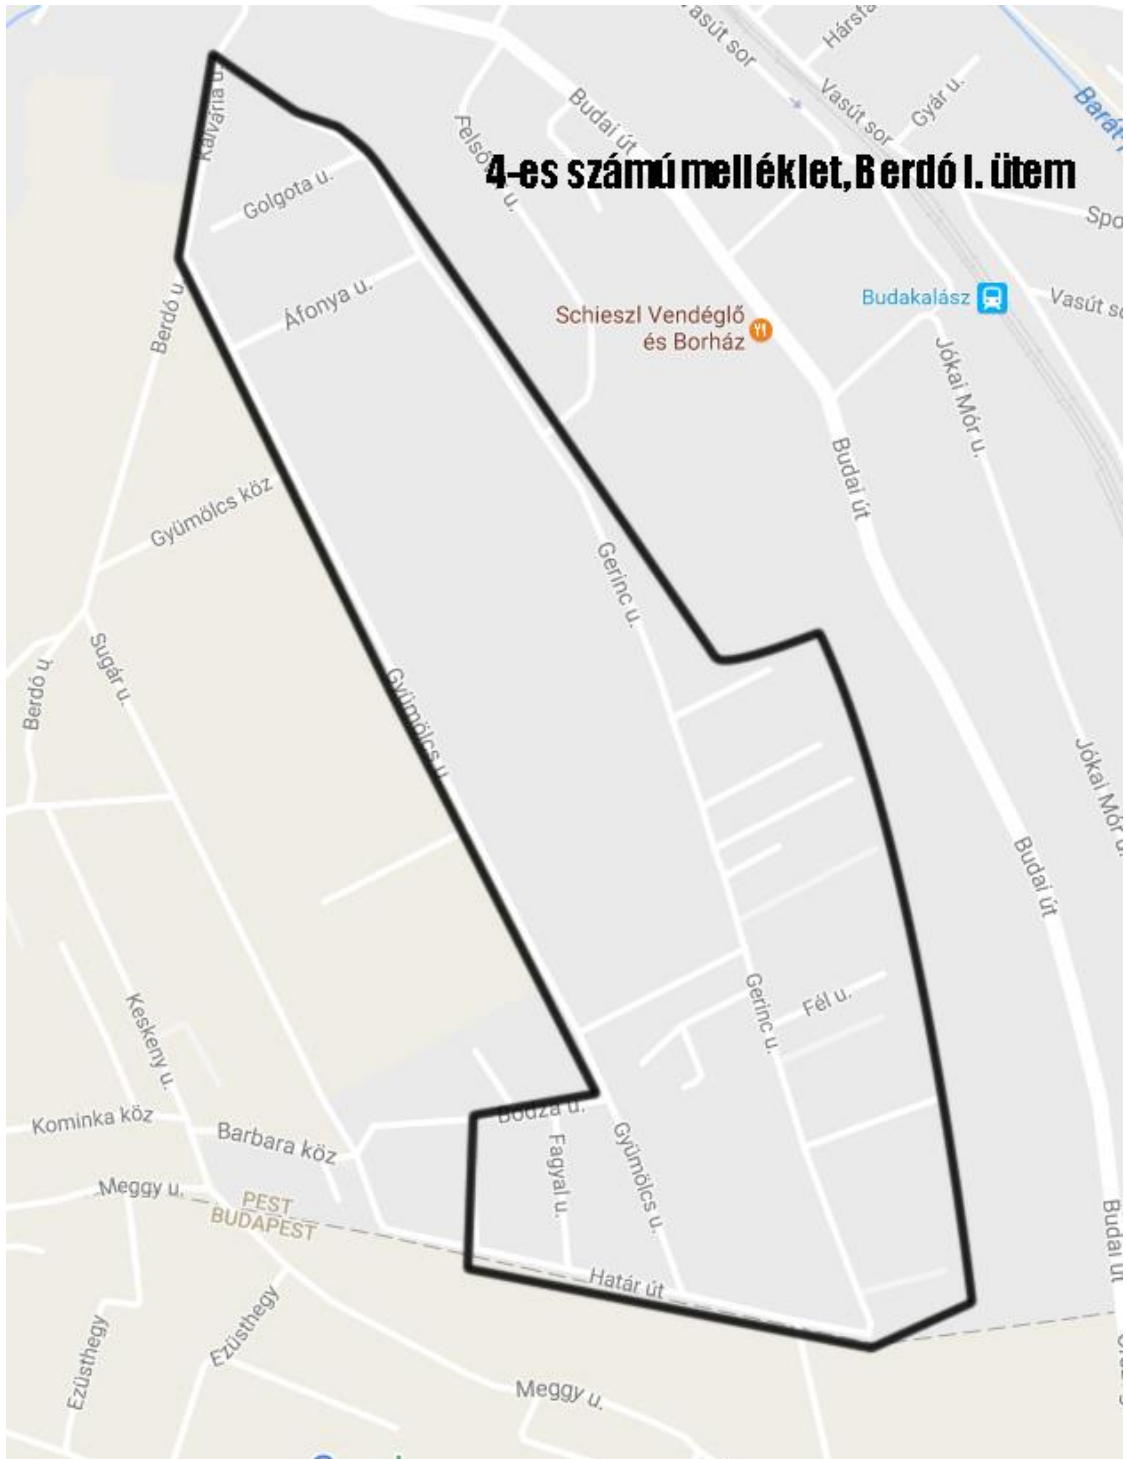 Vasút sor
Hársfa
Kálvária u.
Budai út
Vasút sor
Gyár u.
4-es számú melléklet, Berdó I. ütem
Golgota u.
Áfonya u.
Berdó u.
Schieszl Vendéglő
és Borház
Budakalász
Vasút so
Jókai Mór u.
Budai út
Gyümölcs köz
Gerinc u.
Sugár u.
Berdó u.
Gyümölcs u.
Jókai Mór u.
Budai út
Keskeny u.
Gerinc u.
Fél u.
Kominka köz
Barbara köz
Bodza u.
Fagyal u.
Gyümölcs u.
Meggy u.
PEST
BUDAPEST
Budai út
Határ út
Ezüsthegy
Ezüsthegy
Meggy u.